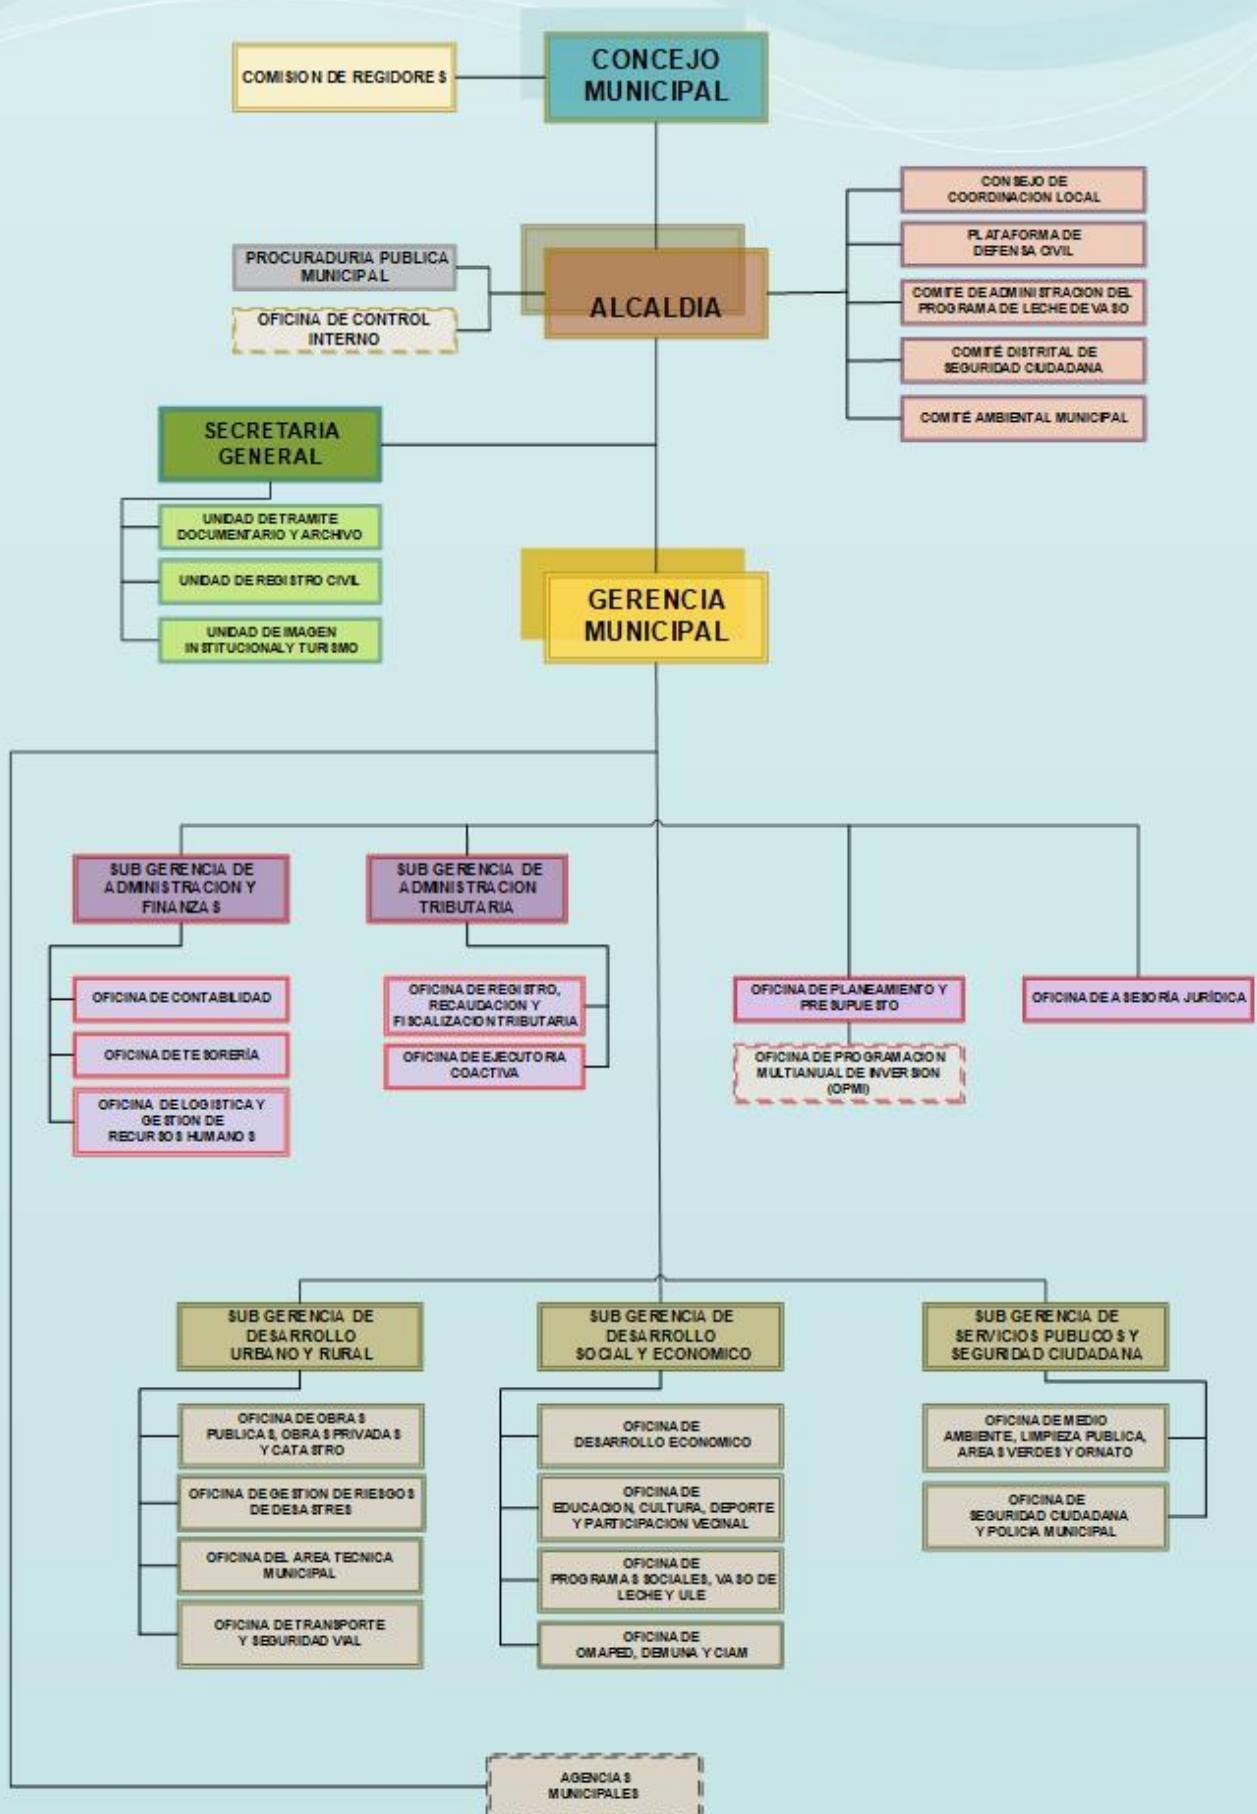 COMISION DE REGIDORES
CONCEJO
MUNICIPAL
CONSEJO DE
COORDINACION LOCAL
PLATAFORMA DE
DEFENSA CIVIL
COMITE DE ADMINISTRACION DEL
PROGRAMA DE LECHE DE VASO
COMITÉ DISTRITAL DE
SEGURIDAD CIUDADANA
COMITÉ AMBIENTAL MUNICIPAL
PROCURADURIA PUBLICA
MUNICIPAL
OFICINA DE CONTROL
INTERNO
ALCALDIA
SECRETARIA
GENERAL
UNIDAD DE TRAMITE
DOCUMENTARIO Y ARCHIVO
UNIDAD DE REGISTRO CIVIL
UNIDAD DE IMAGEN
INSTITUCIONAL Y TURISMO
GERENCIA
MUNICIPAL
SUB GERENCIA DE
ADMINISTRACION Y
FINANZAS
OFICINA DE CONTABILIDAD
OFICINA DE TESORERÍA
OFICINA DE LOGISTICA Y
GESTION DE
RECURSOS HUMANOS
SUB GERENCIA DE
ADMINISTRACION
TRIBUTARIA
OFICINA DE REGISTRO,
RECAUDACION Y
FISCALIZACION TRIBUTARIA
OFICINA DE EJECUTORIA
COACTIVA
OFICINA DE PLANEAMIENTO Y
PRESUPUESTO
OFICINA DE PROGRAMACION
MULTIANUAL DE INVERSION
(OPMI)
OFICINA DE ASESORÍA JURÍDICA
SUB GERENCIA DE
DESARROLLO
URBANO Y RURAL
OFICINA DE OBRAS
PUBLICAS, OBRAS PRIVADAS
Y CATASTRO
OFICINA DE GESTION DE RIESGOS
DE DESASTRES
OFICINA DEL AREA TECNICA
MUNICIPAL
OFICINA DE TRANSPORTE
Y SEGURIDAD VIAL
SUB GERENCIA DE
DESARROLLO
SOCIAL Y ECONOMICO
OFICINA DE
DESARROLLO ECONOMICO
OFICINA DE
EDUCACION, CULTURA, DEPORTE
Y PARTICIPACION VECINAL
OFICINA DE
PROGRAMAS SOCIALES, VASO DE
LECHE Y ULE
OFICINA DE
OMAPED, DEMUNA Y CIAM
SUB GERENCIA DE
SERVICIOS PUBLICOS Y
SEGURIDAD CIUDADANA
OFICINA DE MEDIO
AMBIENTE, LIMPIEZA PUBLICA,
AREAS VERDES Y ORNATO
OFICINA DE
SEGURIDAD CIUDADANA
Y POLICIA MUNICIPAL
AGENCIAS
MUNICIPALES